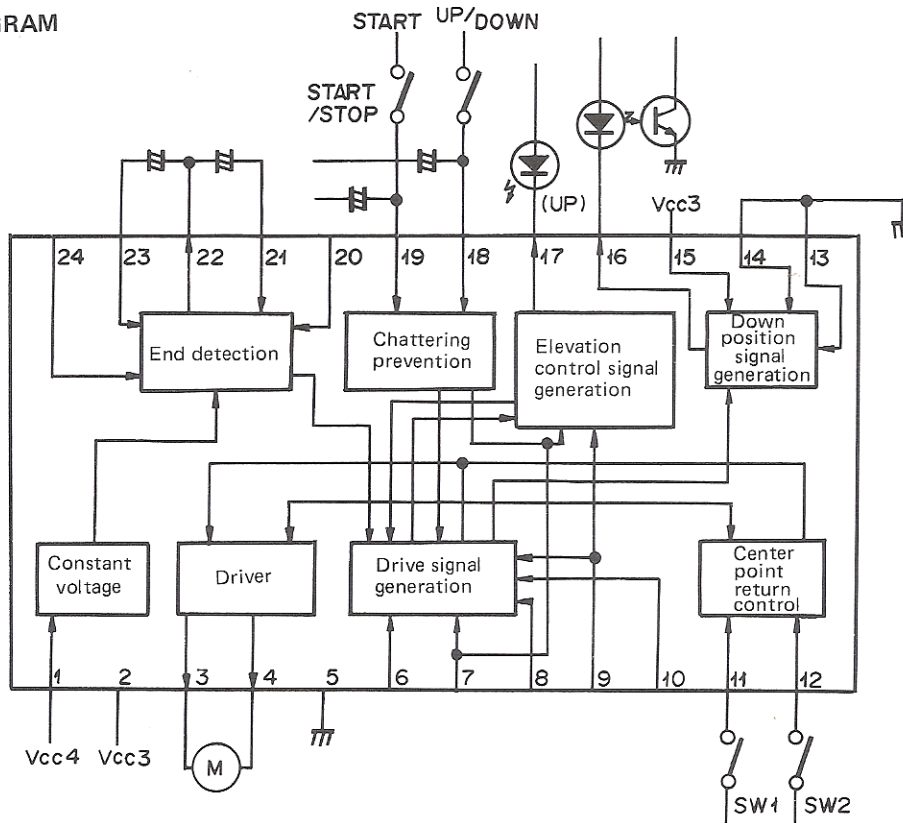 GRAM
START UP/DOWN
START
/STOP
(UP)
Vcc3
24 23 22 21 20 19 18 17 16 15 14 13
End detection
Chattering
prevention
Elevation
control signal
generation
Down
position
signal
generation
Constant
voltage
Driver
Drive signal
generation
Center
point
return
control
1 2 3 4 5 6 7 8 9 10 11 12
Vcc4 Vcc3
M
SW1 SW2